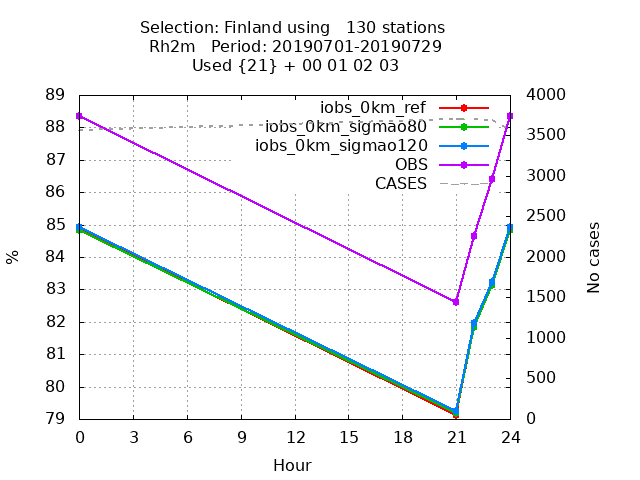 Selection: Finland using   130 stations
Rh2m   Period: 20190701-20190729
Used {21} + 00 01 02 03
89
88
87
86
85
84
83
82
81
80
79
%
4000
3500
3000
2500
2000
1500
1000
500
0
No cases
iobs_0km_ref
iobs_0km_sigmao80
iobs_0km_sigmao120
OBS
CASES
0 3 6 9 12 15 18 21 24
Hour